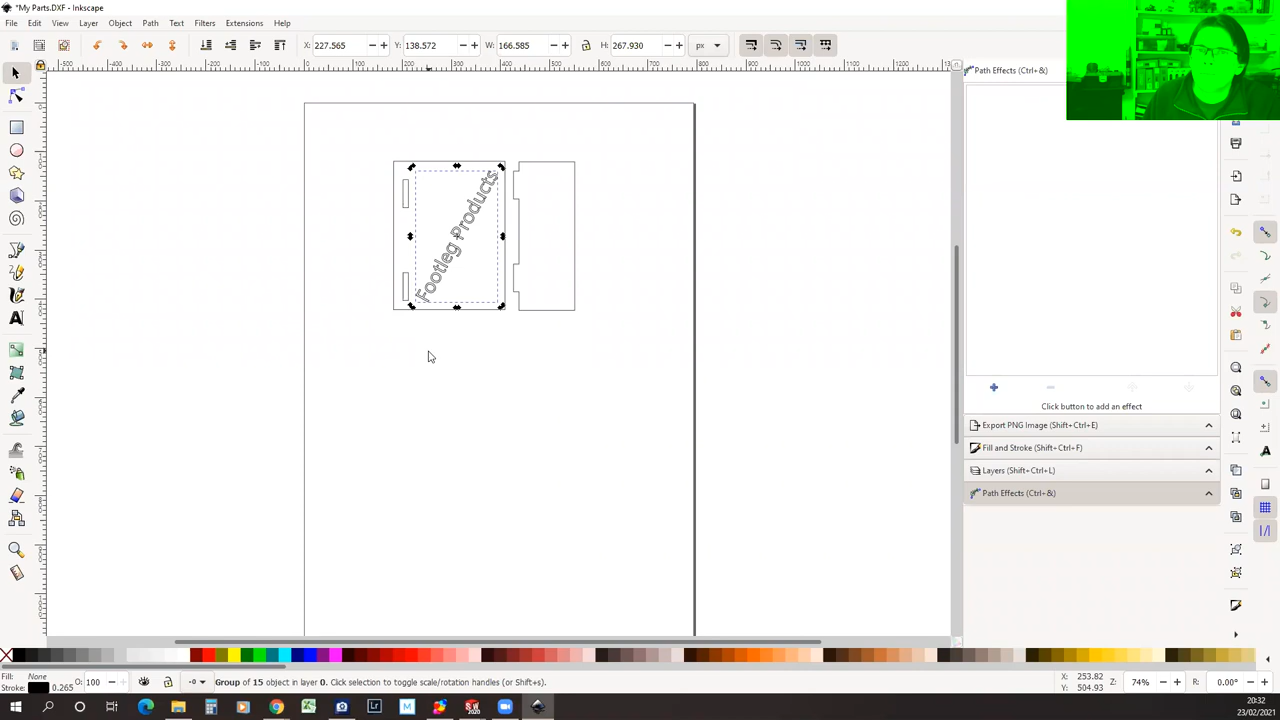 *My Parts.DXF - Inkscape
File Edit View Layer Object Path Text Filters Extensions Help
X: 227.565 Y: 138.572 W: 166.585 H: 267.930 px
Path Effects (Ctrl+&)
Footleg Products
Click button to add an effect
Export PNG Image (Shift+Ctrl+E)
Fill and Stroke (Shift+Ctrl+F)
Layers (Shift+Ctrl+L)
Path Effects (Ctrl+&)
Fill: None
Stroke: 0.265
O: 100
-0
Group of 15 object in layer 0. Click selection to toggle scale/rotation handles (or Shift+s).
X: 253.82
Y: 504.93
Z: 74%
R: 0.00°
20:32
23/02/2021